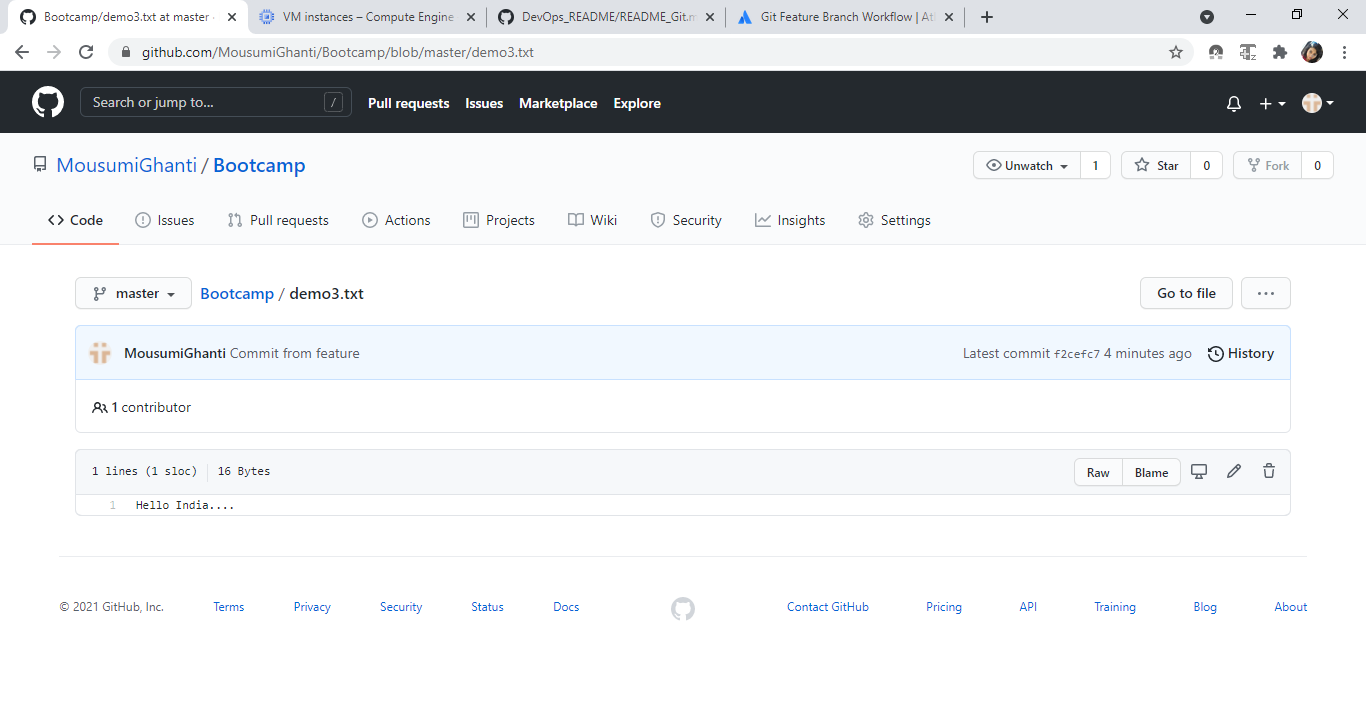 Bootcamp/demo3.txt at master ·
VM instances – Compute Engine
DevOps_README/README_Git.m
Git Feature Branch Workflow | Atl
github.com/MousumiGhanti/Bootcamp/blob/master/demo3.txt
Search or jump to... / Pull requests Issues Marketplace Explore
MousumiGhanti / Bootcamp Unwatch 1 Star 0 Fork 0
Code Issues Pull requests Actions Projects Wiki Security Insights Settings
master Bootcamp / demo3.txt Go to file ...
MousumiGhanti Commit from feature Latest commit f2cefc7 4 minutes ago History
1 contributor
1 lines (1 sloc) 16 Bytes Raw Blame
1 Hello India....
© 2021 GitHub, Inc. Terms Privacy Security Status Docs Contact GitHub Pricing API Training Blog About